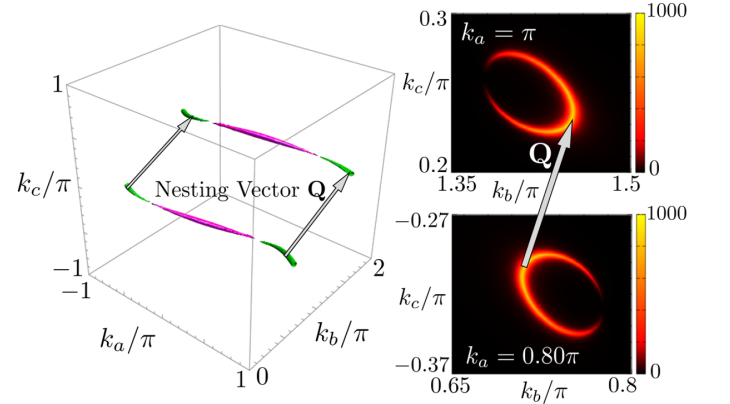 1
k_c/π
−1
−1
k_a/π
1
0
k_b/π
2
Nesting Vector Q
0.3
k_c/π
0.2
k_a = π
1.35
k_b/π
1.5
1000
0
Q
−0.27
k_c/π
−0.37
k_a = 0.80π
0.65
k_b/π
0.8
1000
0